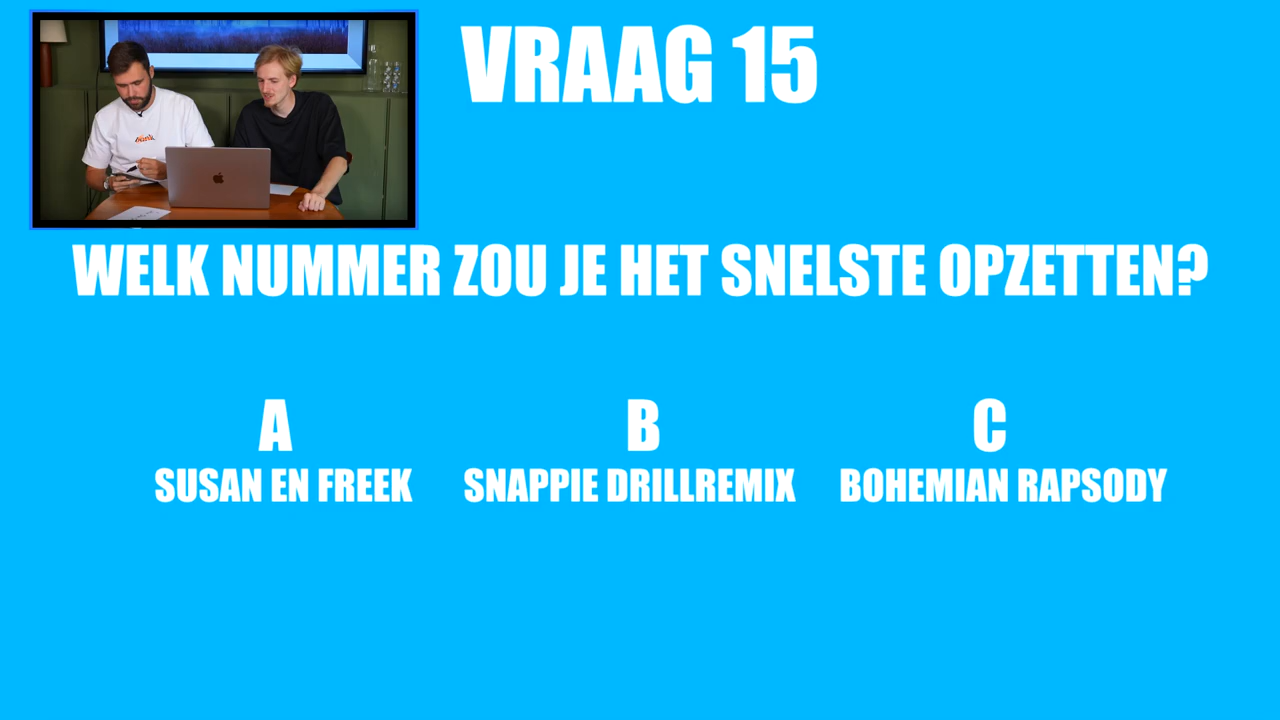 VRAAG 15
WELK NUMMER ZOU JE HET SNELSTE OPZETTEN?
A
SUSAN EN FREEK
B
SNAPPIE DRILLREMIX
C
BOHEMIAN RAPSODY